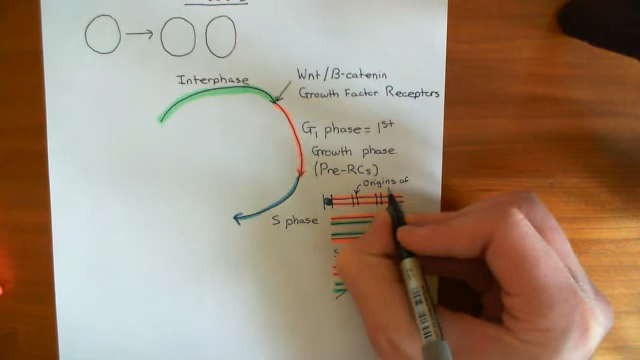 Interphase
Wnt/β-catenin
Growth Factor Receptors
G₁ phase = 1st
Growth phase
(Pre-RCs)
Origins of
S phase